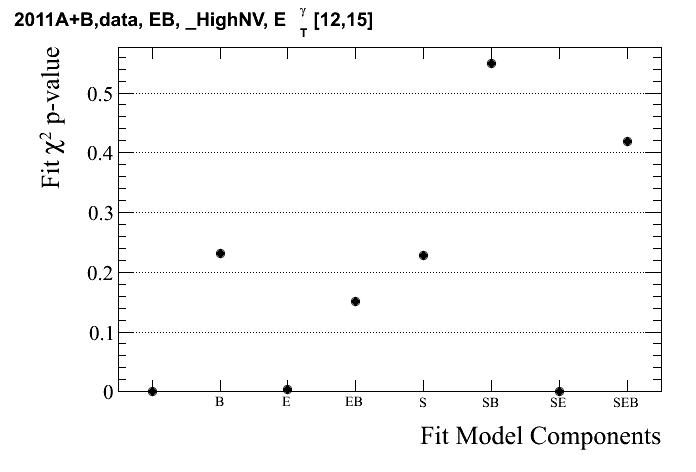 2011A+B,data, EB, _HighNV, E γ T [12,15]
Fit χ² p-value
0.5
0.4
0.3
0.2
0.1
0
B E EB S SB SE SEB
Fit Model Components